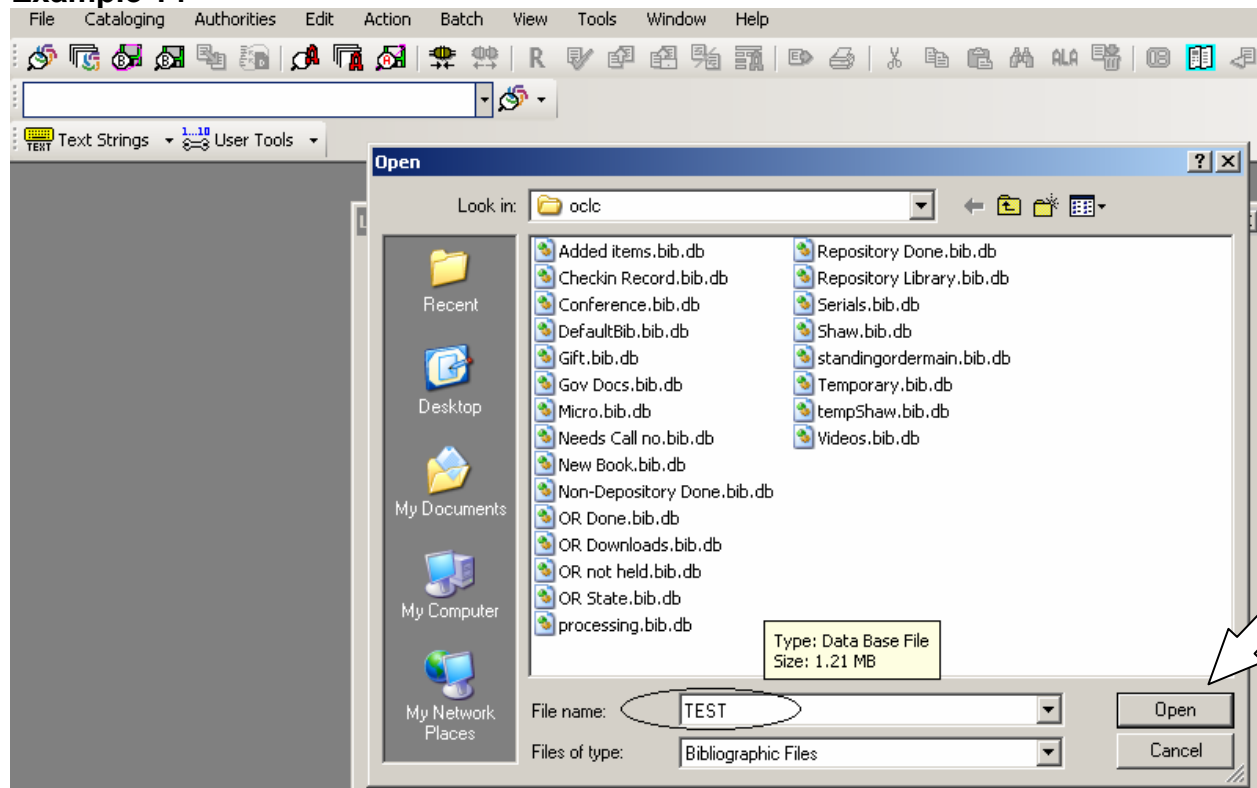 File Cataloging Authorities Edit Action Batch View Tools Window Help
R ALA
TEXT Text Strings 1...10 User Tools
Open
Look in: oclc
Recent
Desktop
My Documents
My Computer
My Network
Places
Added items.bib.db
Checkin Record.bib.db
Conference.bib.db
DefaultBib.bib.db
Gift.bib.db
Gov Docs.bib.db
Micro.bib.db
Needs Call no.bib.db
New Book.bib.db
Non-Depository Done.bib.db
OR Done.bib.db
OR Downloads.bib.db
OR not held.bib.db
OR State.bib.db
processing.bib.db
Repository Done.bib.db
Repository Library.bib.db
Serials.bib.db
Shaw.bib.db
standingordermain.bib.db
Temporary.bib.db
tempShaw.bib.db
Videos.bib.db
Type: Data Base File
Size: 1.21 MB
File name: TEST Open
Files of type: Bibliographic Files Cancel